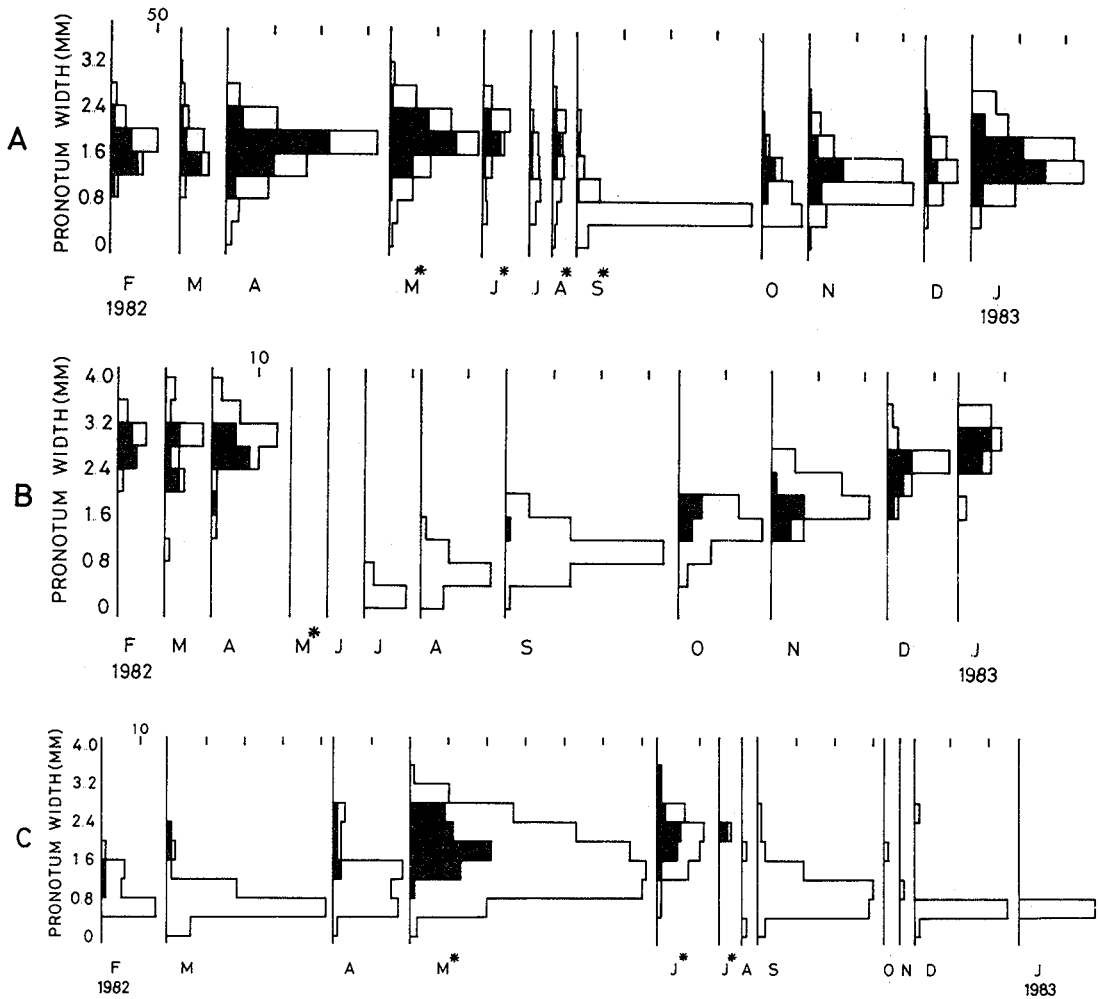 50
A
PRONOTUM WIDTH (MM)
3.2
2.4
1.6
0.8
0
F M A M* J* J A* S* O N D J
1982 1983
10
B
PRONOTUM WIDTH (MM)
4.0
3.2
2.4
1.6
0.8
0
F M A M* J J A S O N D J
1982 1983
10
C
PRONOTUM WIDTH (MM)
4.0
3.2
2.4
1.6
0.8
0
F M A M* J* J* A S O N D J
1982 1983